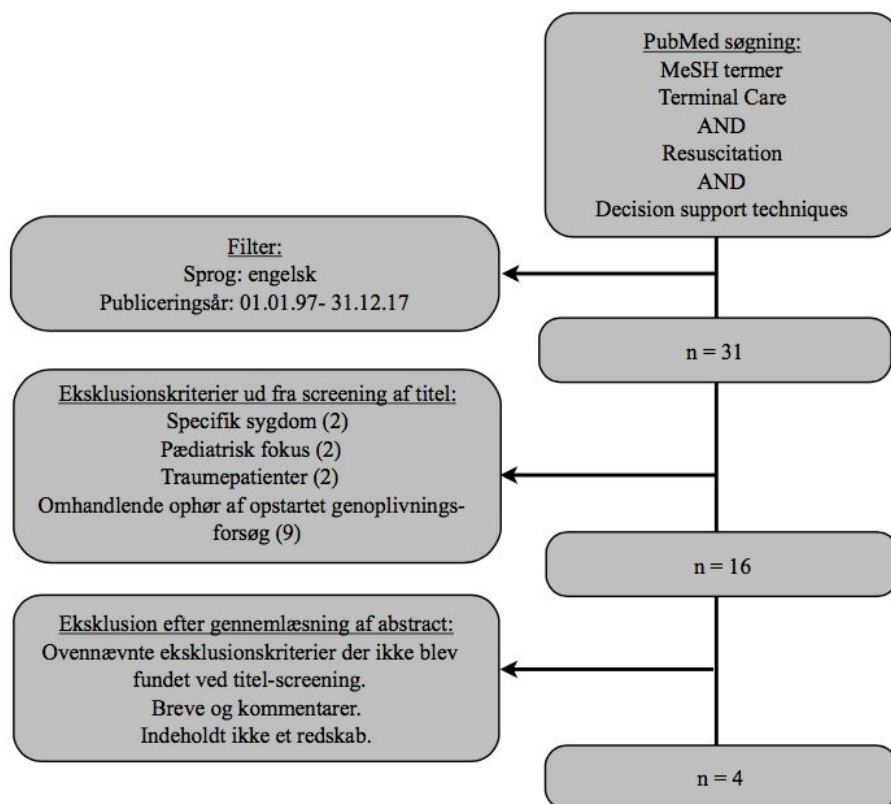 PubMed søgning:
MeSH termer
Terminal Care
AND
Resuscitation
AND
Decision support techniques
Filter:
Sprog: engelsk
Publiceringsår: 01.01.97- 31.12.17
n = 31
Eksklusionskriterier ud fra screening af titel:
Specifik sygdom (2)
Pædiatrisk fokus (2)
Traumepatienter (2)
Omhandlende ophør af opstartet genoplivnings-
forsøg (9)
n = 16
Eksklusion efter gennemlæsning af abstract:
Ovennævnte eksklusionskriterier der ikke blev
fundet ved titel-screening.
Breve og kommentarer.
Indeholdt ikke et redskab.
n = 4